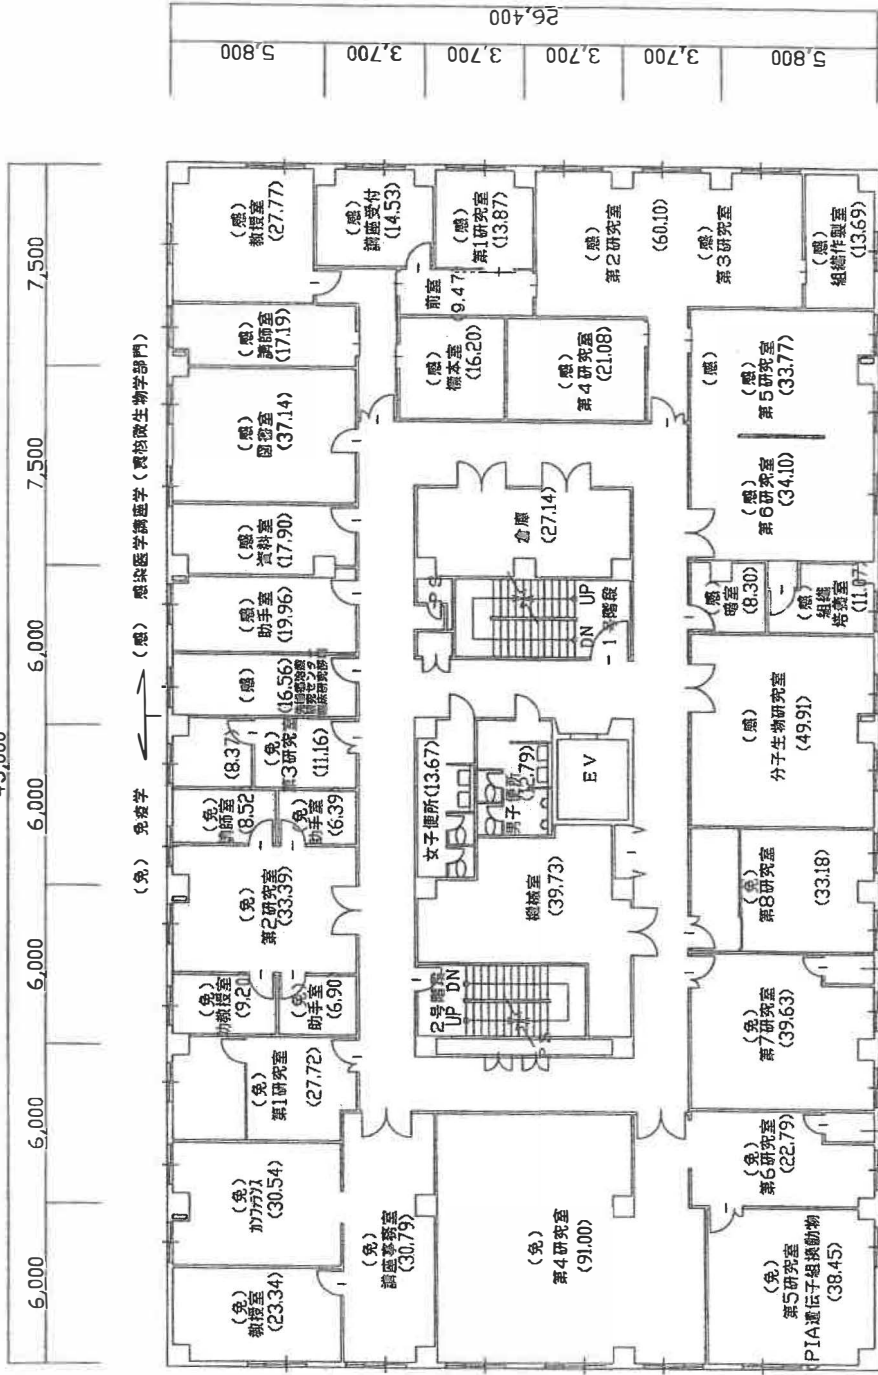 45,000
6,000
6,000
6,000
6,000
6,000
7,500
7,500
26,400
5,800
3,700
3,700
3,700
3,700
5,800
(免) 免疫学
(感) 感染医学講座学(真核微生物学部門)
(免)
教授室
(23.34)
(免)
カンファランス
(30.54)
(免)
第1研究室
(27.72)
(9.20)
(免)
助手室
(6.90)
(免)
第2研究室
(33.39)
(免)
講師室
(8.52)
(免)
助手室
(6.39)
(8.37)
(免)
第3研究室
(11.16)
(感)
(16.56)
(感)
助手室
(19.96)
(感)
資料室
(17.90)
(感)
図書室
(37.14)
(感)
講師室
(17.19)
(感)
教授室
(27.77)
(感)
講座受付
(14.53)
(感)
第1研究室
(13.87)
前室
(9.47)
(感)
標本室
(16.20)
(感)
第4研究室
(21.08)
(感)
第2研究室
(60.10)
(感)
第3研究室
(感)
組織作製室
(13.69)
(免)
講座事務室
(30.79)
(免)
第4研究室
(91.00)
2号階段
UP DN
PS
機械室
(39.73)
女子便所(13.67)
男子便所
(12.79)
EV
PS
DN UP
1号階段
倉庫
(27.14)
(免)
第5研究室
P1A遺伝子組換動物
(38.45)
(免)
第6研究室
(22.79)
(免)
第7研究室
(39.63)
(免)
第8研究室
(33.18)
(感)
分子生物研究室
(49.91)
(感)
暗室
(8.30)
(感)
組織
培養室
(11.07)
(感)
第6研究室
(34.10)
(感)
(感)
第5研究室
(33.77)